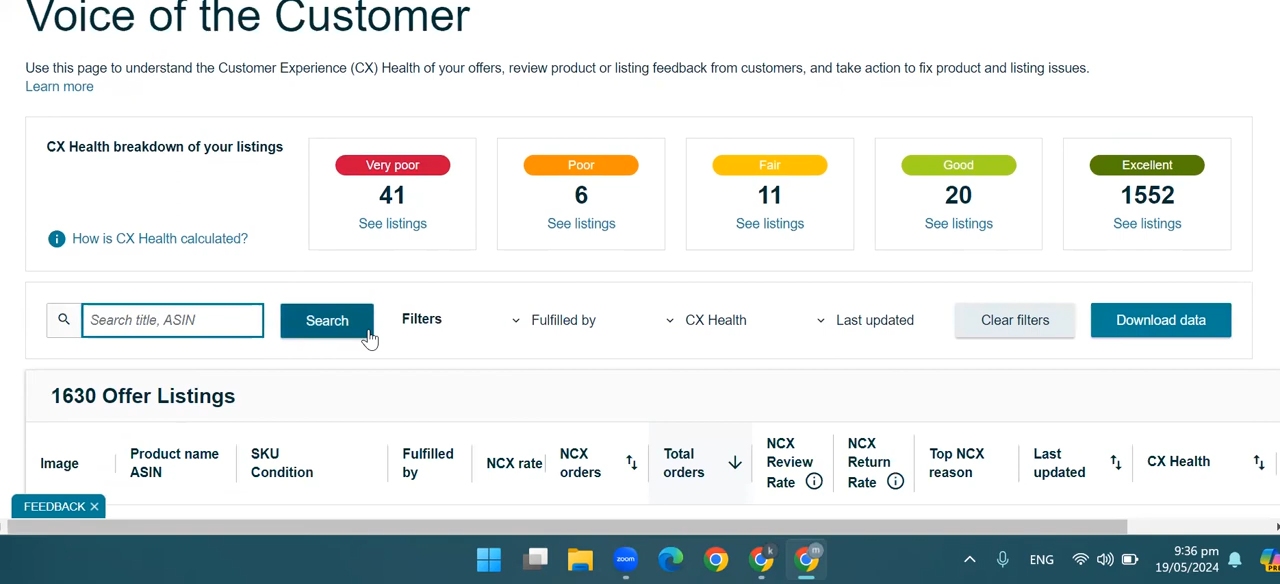 Voice of the Customer
Use this page to understand the Customer Experience (CX) Health of your offers, review product or listing feedback from customers, and take action to fix product and listing issues.
Learn more
CX Health breakdown of your listings
How is CX Health calculated?
Very poor
41
See listings
Poor
6
See listings
Fair
11
See listings
Good
20
See listings
Excellent
1552
See listings
Search title, ASIN
Search
Filters
Fulfilled by
CX Health
Last updated
Clear filters
Download data
1630 Offer Listings
Image
Product name
ASIN
SKU
Condition
Fulfilled
by
NCX rate
NCX
orders
Total
orders
NCX
Review
Rate
NCX
Return
Rate
Top NCX
reason
Last
updated
CX Health
FEEDBACK
zoom
k
m
ENG
9:36 pm
19/05/2024